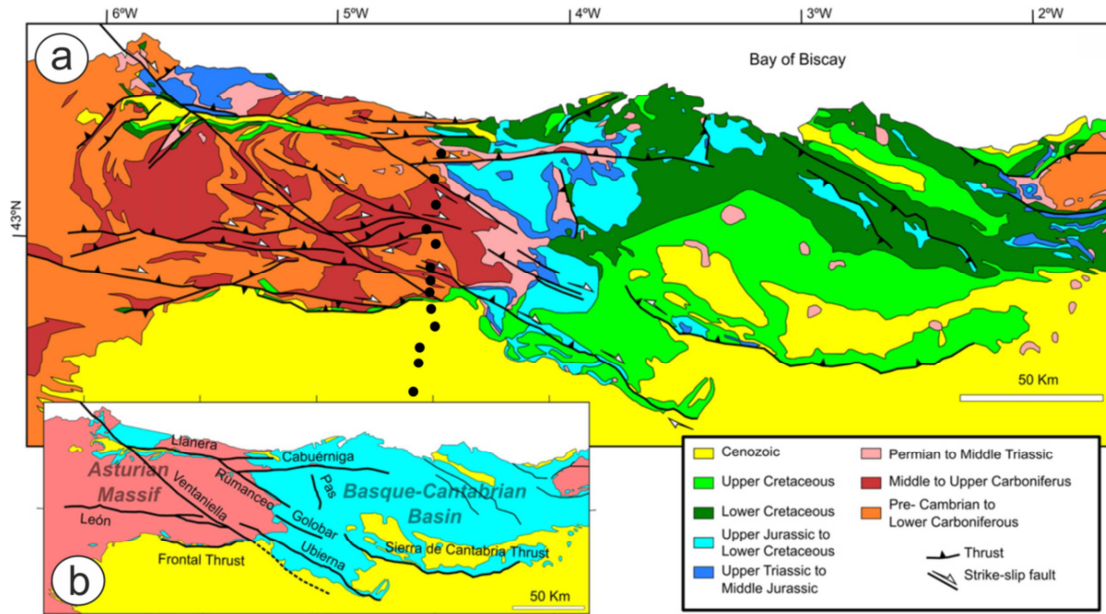 6ºW
5ºW
4ºW
3ºW
2ºW
a
Bay of Biscay
43ºN
50 Km
b
Llanera
Cabuérniga
Asturian
Massif
Rumanceo
Pas
Basque-Cantabrian
Basin
Ventaniella
León
Golobar
Ubierna
Sierra de Cantabria Thrust
Frontal Thrust
50 Km
Cenozoic
Upper Cretaceous
Lower Cretaceous
Upper Jurassic to
Lower Cretaceous
Upper Triassic to
Middle Jurassic
Permian to Middle Triassic
Middle to Upper Carboniferus
Pre- Cambrian to
Lower Carboniferous
Thrust
Strike-slip fault